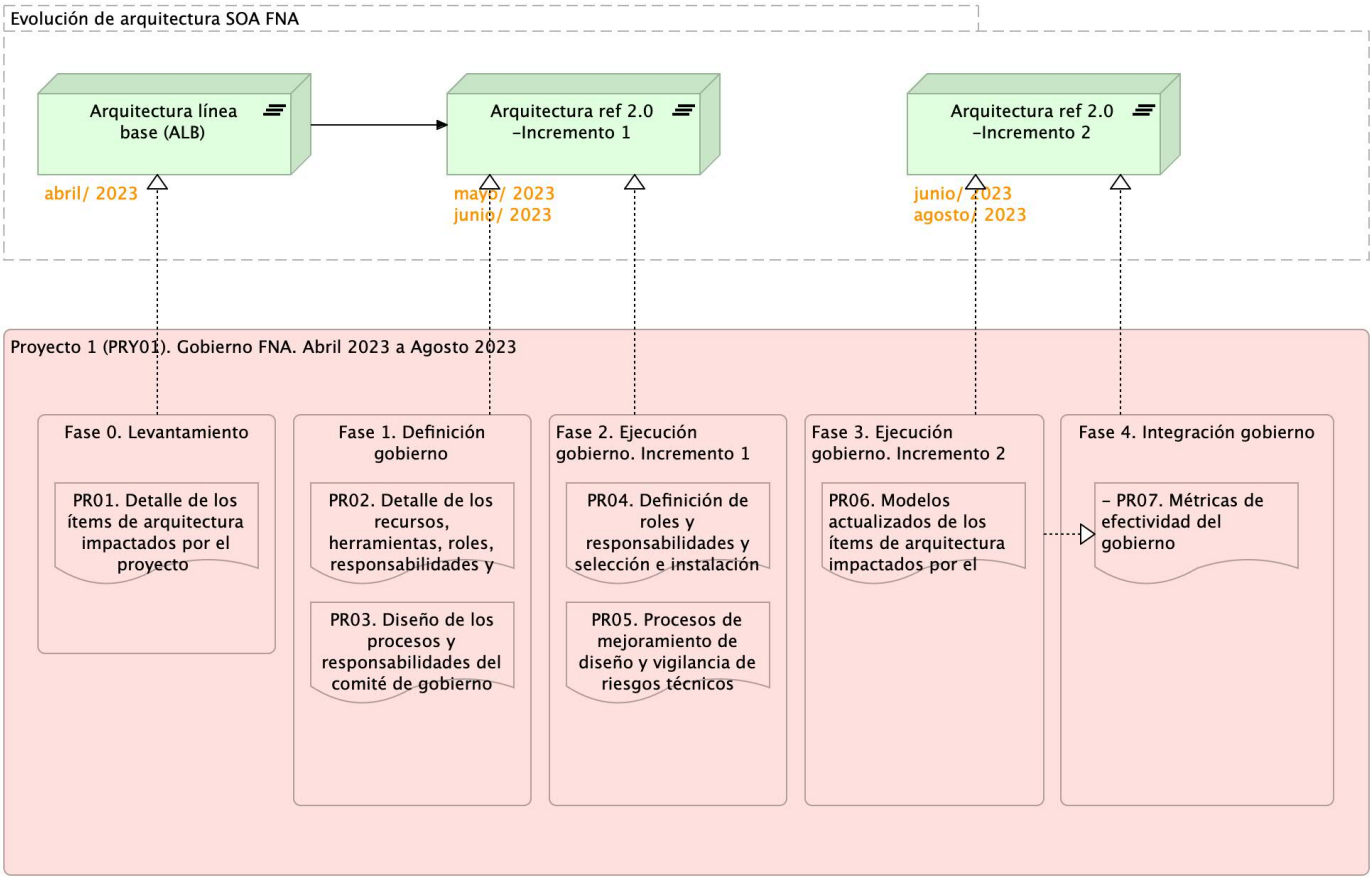 Evolución de arquitectura SOA FNA
Arquitectura línea
base (ALB)
abril/ 2023
Arquitectura ref 2.0
-Incremento 1
mayo/ 2023
junio/ 2023
Arquitectura ref 2.0
-Incremento 2
junio/ 2023
agosto/ 2023
Proyecto 1 (PRY01). Gobierno FNA. Abril 2023 a Agosto 2023
Fase 0. Levantamiento
PR01. Detalle de los
ítems de arquitectura
impactados por el
proyecto
Fase 1. Definición
gobierno
PR02. Detalle de los
recursos,
herramientas, roles,
responsabilidades y
PR03. Diseño de los
procesos y
responsabilidades del
comité de gobierno
Fase 2. Ejecución
gobierno. Incremento 1
PR04. Definición de
roles y
responsabilidades y
selección e instalación
PR05. Procesos de
mejoramiento de
diseño y vigilancia de
riesgos técnicos
Fase 3. Ejecución
gobierno. Incremento 2
PR06. Modelos
actualizados de los
ítems de arquitectura
impactados por el
Fase 4. Integración gobierno
- PR07. Métricas de
efectividad del
gobierno